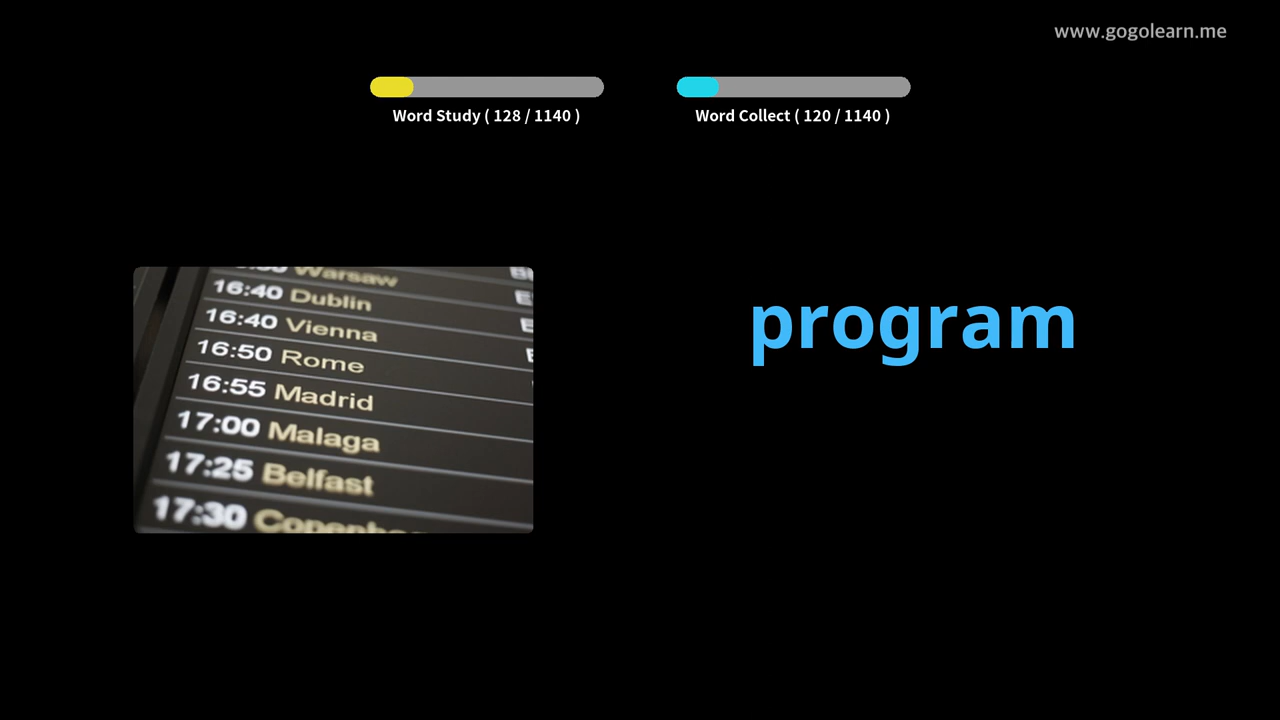 www.gogolearn.me
Word Study ( 128 / 1140 )
Word Collect ( 120 / 1140 )
Warsaw
16:40 Dublin
16:40 Vienna
16:50 Rome
16:55 Madrid
17:00 Malaga
17:25 Belfast
17:30
program